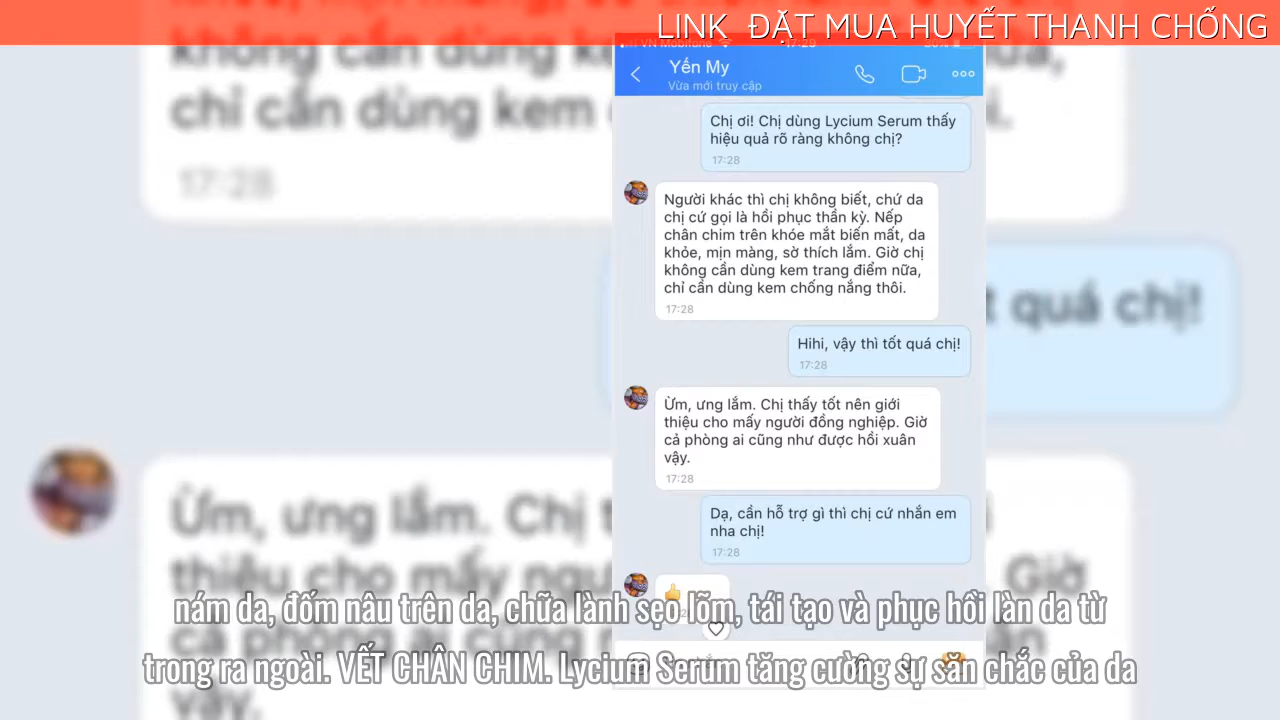 LINK ĐẶT MUA HUYẾT THANH CHỐNG
VN Mobifone 17:28
Yến My
Vừa mới truy cập
Chị ơi! Chị dùng Lycium Serum thấy
hiệu quả rõ ràng không chị?
17:28
Người khác thì chị không biết, chứ da
chị cứ gọi là hồi phục thần kỳ. Nếp
chân chim trên khóe mắt biến mất, da
khỏe, mịn màng, sờ thích lắm. Giờ chị
không cần dùng kem trang điểm nữa,
chỉ cần dùng kem chống nắng thôi.
17:28
Hihi, vậy thì tốt quá chị!
17:28
Ừm, ưng lắm. Chị thấy tốt nên giới
thiệu cho mấy người đồng nghiệp. Giờ
cả phòng ai cũng như được hồi xuân
vậy.
17:28
Dạ, cần hỗ trợ gì thì chị cứ nhắn em
nha chị!
17:28
nám da, đốm nâu trên da, chữa lành sẹo lõm, tái tạo và phục hồi làn da từ
trong ra ngoài. VẾT CHÂN CHIM. Lycium Serum tăng cường sự săn chắc của da